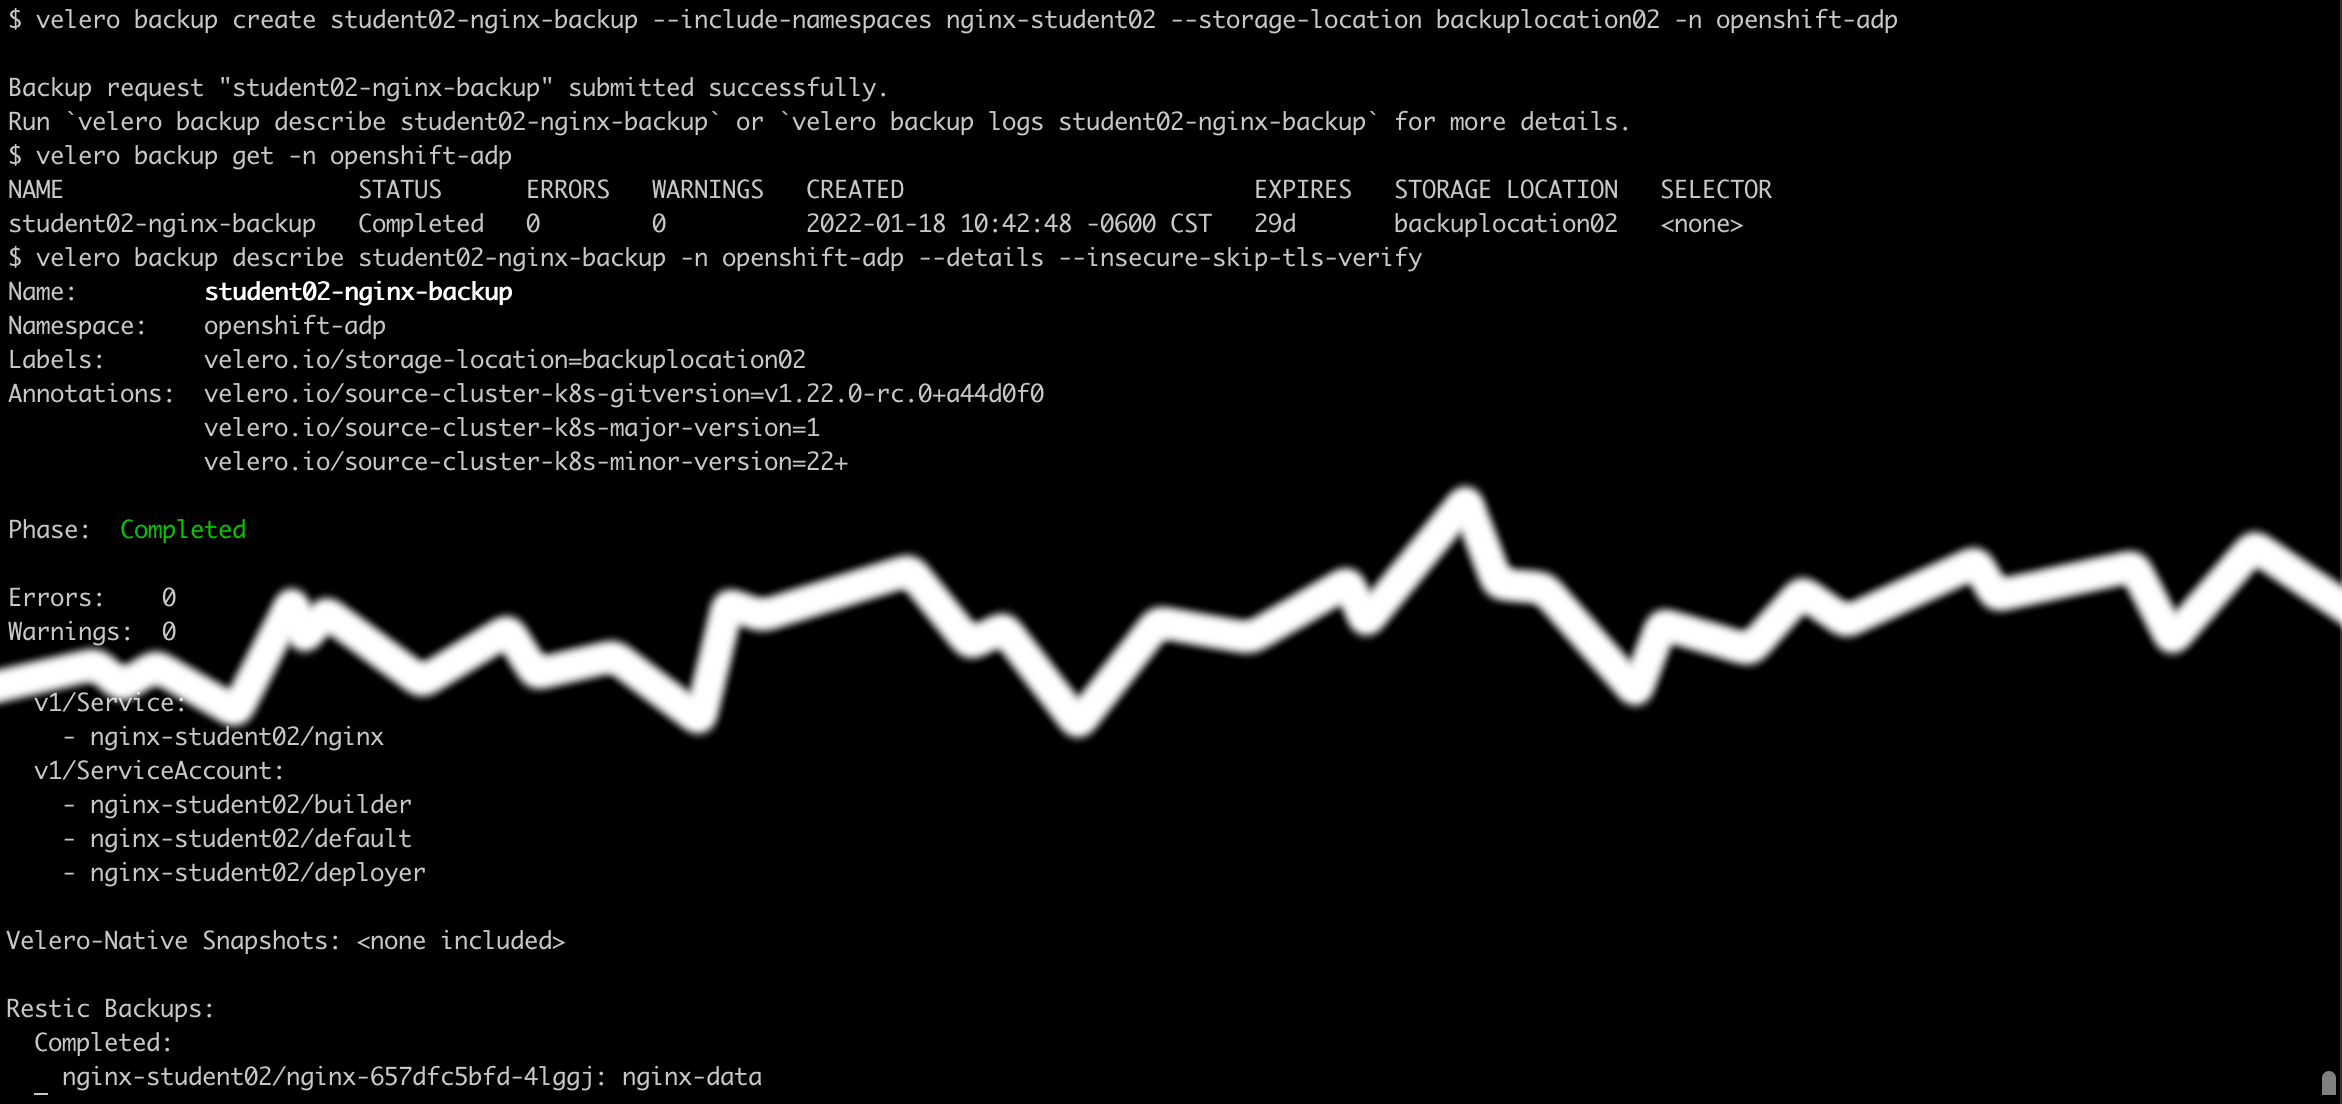 $ velero backup create student02-nginx-backup --include-namespaces nginx-student02 --storage-location backuplocation02 -n openshift-adp
Backup request "student02-nginx-backup" submitted successfully.
Run `velero backup describe student02-nginx-backup` or `velero backup logs student02-nginx-backup` for more details.
$ velero backup get -n openshift-adp
NAME                     STATUS      ERRORS   WARNINGS   CREATED                         EXPIRES   STORAGE LOCATION   SELECTOR
student02-nginx-backup   Completed   0        0          2022-01-18 10:42:48 -0600 CST   29d       backuplocation02   <none>
$ velero backup describe student02-nginx-backup -n openshift-adp --details --insecure-skip-tls-verify
Name:         student02-nginx-backup
Namespace:    openshift-adp
Labels:       velero.io/storage-location=backuplocation02
Annotations:  velero.io/source-cluster-k8s-gitversion=v1.22.0-rc.0+a44d0f0
              velero.io/source-cluster-k8s-major-version=1
              velero.io/source-cluster-k8s-minor-version=22+
Phase:  Completed
Errors:    0
Warnings:  0
  v1/Service:
    - nginx-student02/nginx
  v1/ServiceAccount:
    - nginx-student02/builder
    - nginx-student02/default
    - nginx-student02/deployer
Velero-Native Snapshots: <none included>
Restic Backups:
  Completed:
    nginx-student02/nginx-657dfc5bfd-4lggj: nginx-data